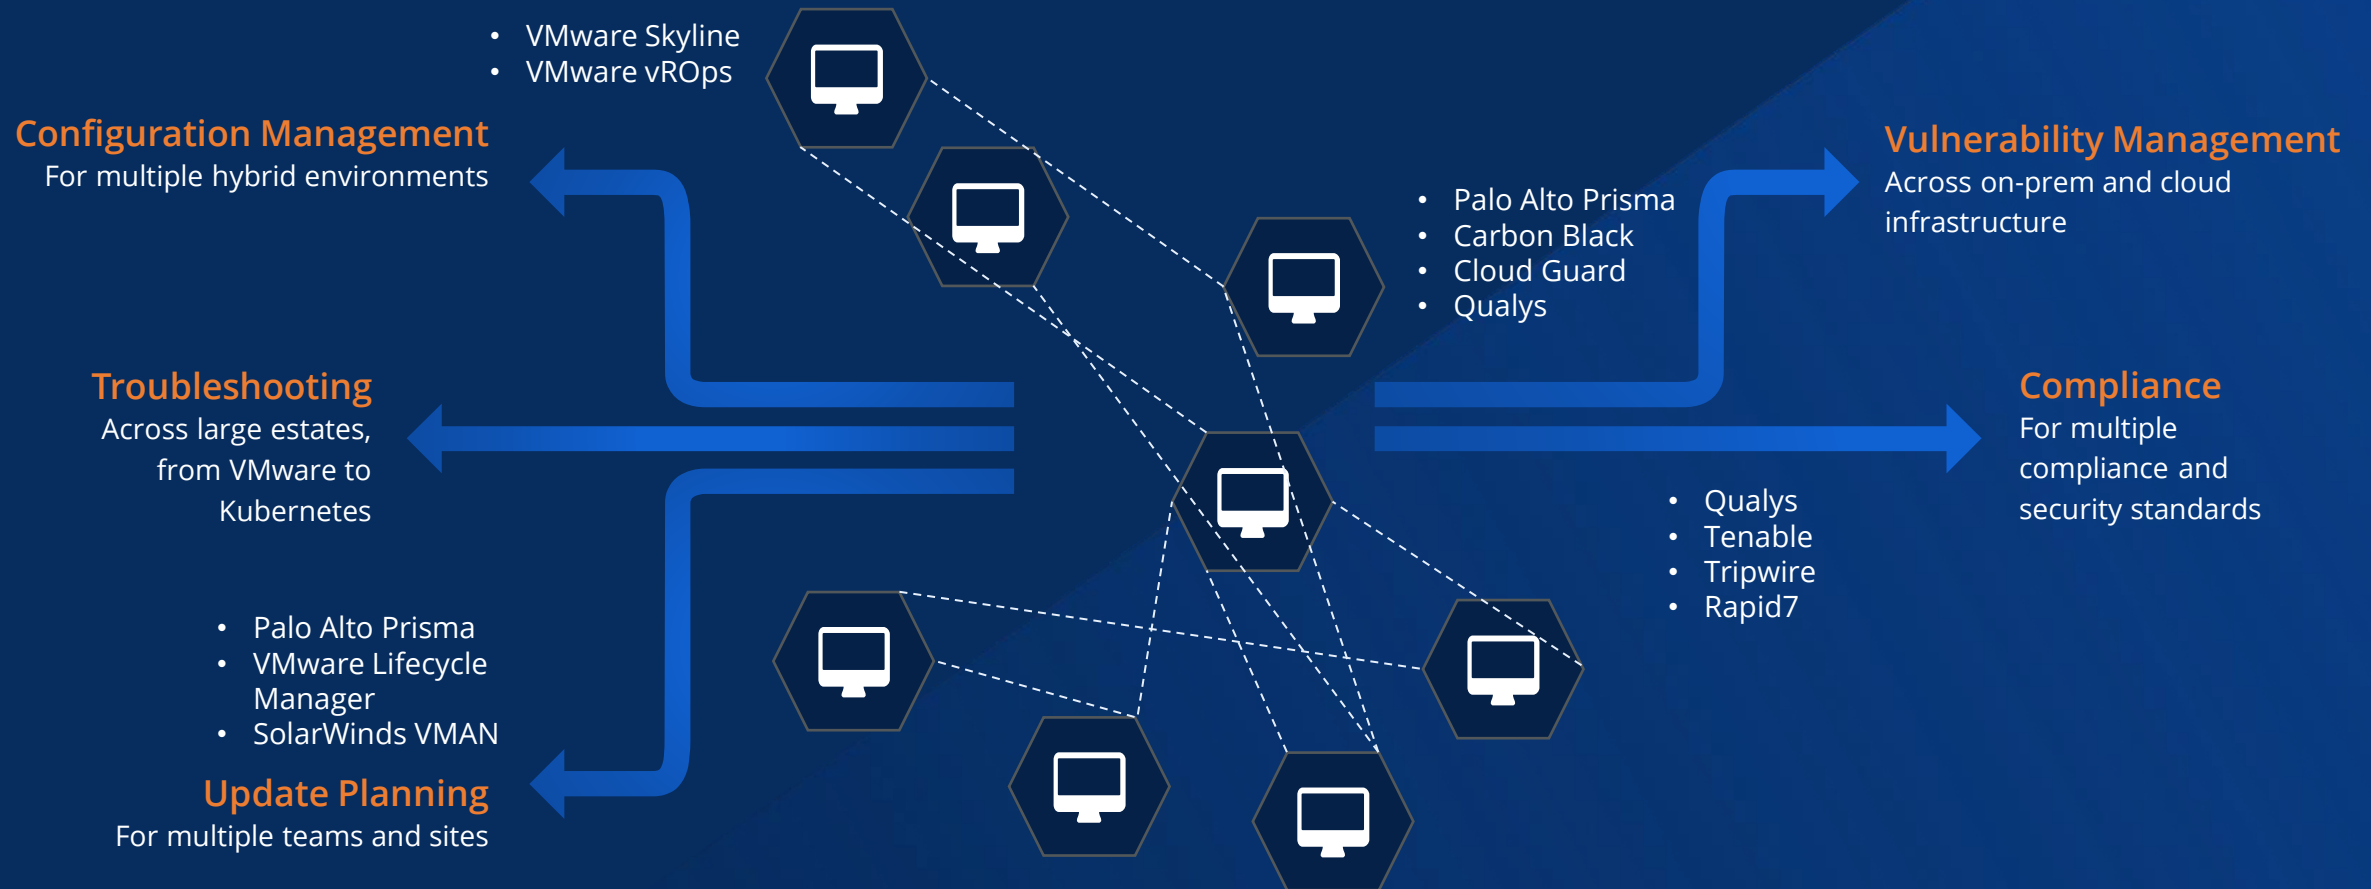 • VMware Skyline
• VMware vROps
Configuration Management
For multiple hybrid environments
Troubleshooting
Across large estates,
from VMware to
Kubernetes
• Palo Alto Prisma
• VMware Lifecycle
Manager
• SolarWinds VMAN
Update Planning
For multiple teams and sites
• Palo Alto Prisma
• Carbon Black
• Cloud Guard
• Qualys
Vulnerability Management
Across on-prem and cloud
infrastructure
Compliance
For multiple
compliance and
security standards
• Qualys
• Tenable
• Tripwire
• Rapid7